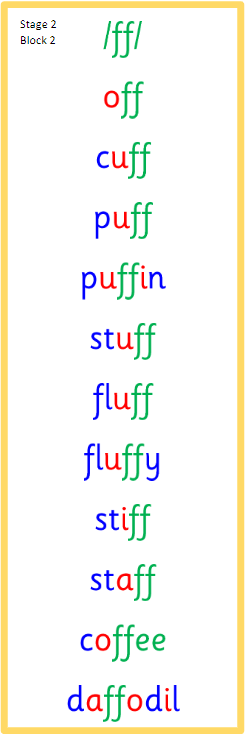 Stage 2
Block 2
/ff/
off
cuff
puff
puffin
stuff
fluff
fluffy
stiff
staff
coffee
daffodil